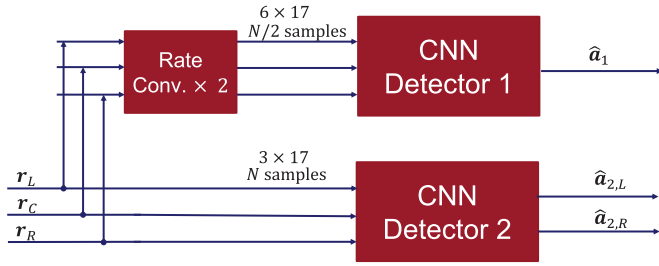 6 × 17
N/2 samples
Rate
Conv. × 2
CNN
Detector 1
â₁
3 × 17
N samples
r_L
r_C
r_R
CNN
Detector 2
â₂,L
â₂,R